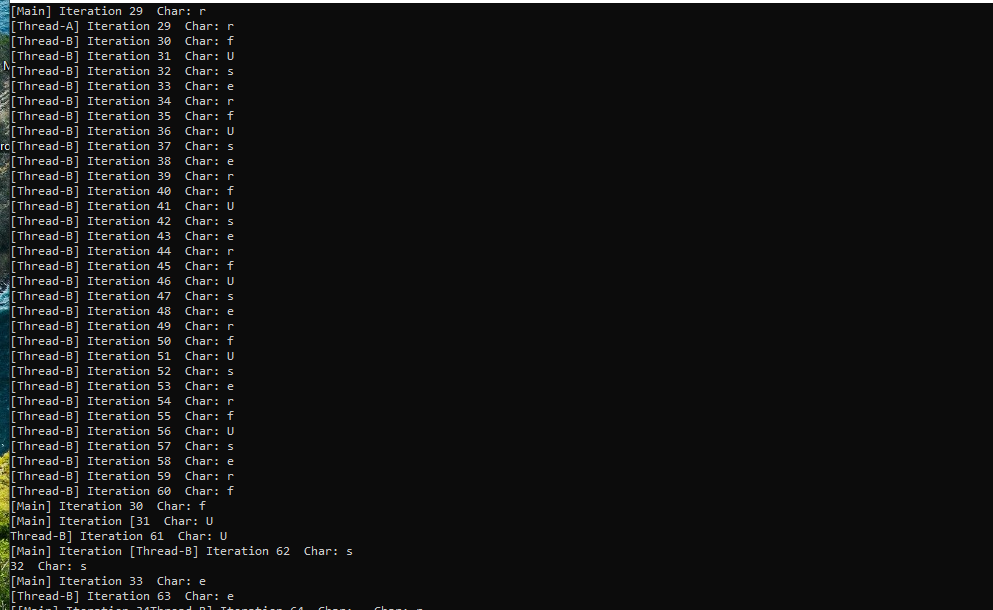 [Main] Iteration 29  Char: r
[Thread-A] Iteration 29  Char: r
[Thread-B] Iteration 30  Char: f
[Thread-B] Iteration 31  Char: U
[Thread-B] Iteration 32  Char: s
[Thread-B] Iteration 33  Char: e
[Thread-B] Iteration 34  Char: r
[Thread-B] Iteration 35  Char: f
[Thread-B] Iteration 36  Char: U
[Thread-B] Iteration 37  Char: s
[Thread-B] Iteration 38  Char: e
[Thread-B] Iteration 39  Char: r
[Thread-B] Iteration 40  Char: f
[Thread-B] Iteration 41  Char: U
[Thread-B] Iteration 42  Char: s
[Thread-B] Iteration 43  Char: e
[Thread-B] Iteration 44  Char: r
[Thread-B] Iteration 45  Char: f
[Thread-B] Iteration 46  Char: U
[Thread-B] Iteration 47  Char: s
[Thread-B] Iteration 48  Char: e
[Thread-B] Iteration 49  Char: r
[Thread-B] Iteration 50  Char: f
[Thread-B] Iteration 51  Char: U
[Thread-B] Iteration 52  Char: s
[Thread-B] Iteration 53  Char: e
[Thread-B] Iteration 54  Char: r
[Thread-B] Iteration 55  Char: f
[Thread-B] Iteration 56  Char: U
[Thread-B] Iteration 57  Char: s
[Thread-B] Iteration 58  Char: e
[Thread-B] Iteration 59  Char: r
[Thread-B] Iteration 60  Char: f
[Main] Iteration 30  Char: f
[Main] Iteration [31  Char: U
Thread-B] Iteration 61  Char: U
[Main] Iteration [Thread-B] Iteration 62  Char: s
32  Char: s
[Main] Iteration 33  Char: e
[Thread-B] Iteration 63  Char: e